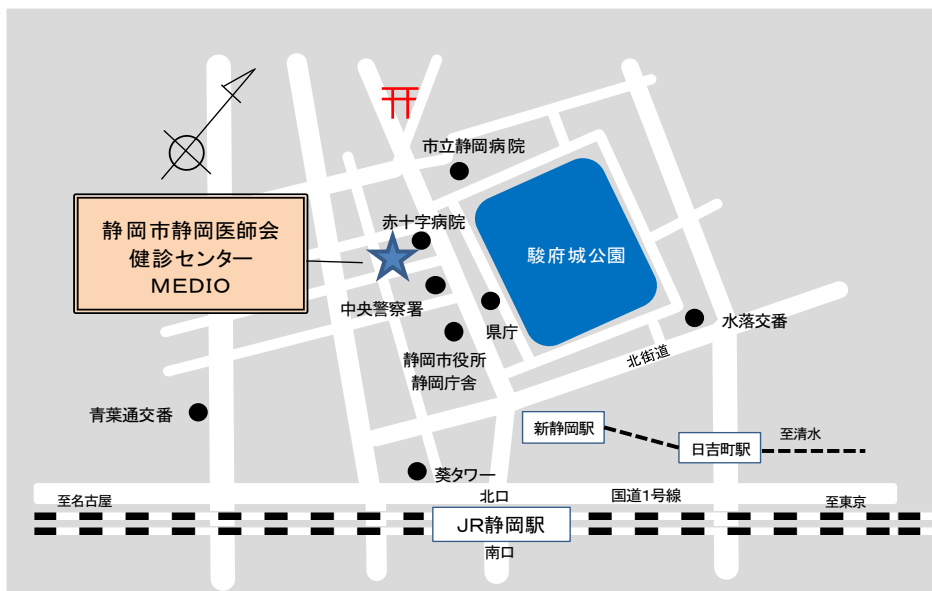 市立静岡病院
静岡市静岡医師会
健診センター
MEDIO
赤十字病院
駿府城公園
中央警察署
県庁
水落交番
静岡市役所
静岡庁舎
北街道
青葉通交番
新静岡駅
日吉町駅
至清水
葵タワー
至名古屋
北口
国道1号線
至東京
JR静岡駅
南口